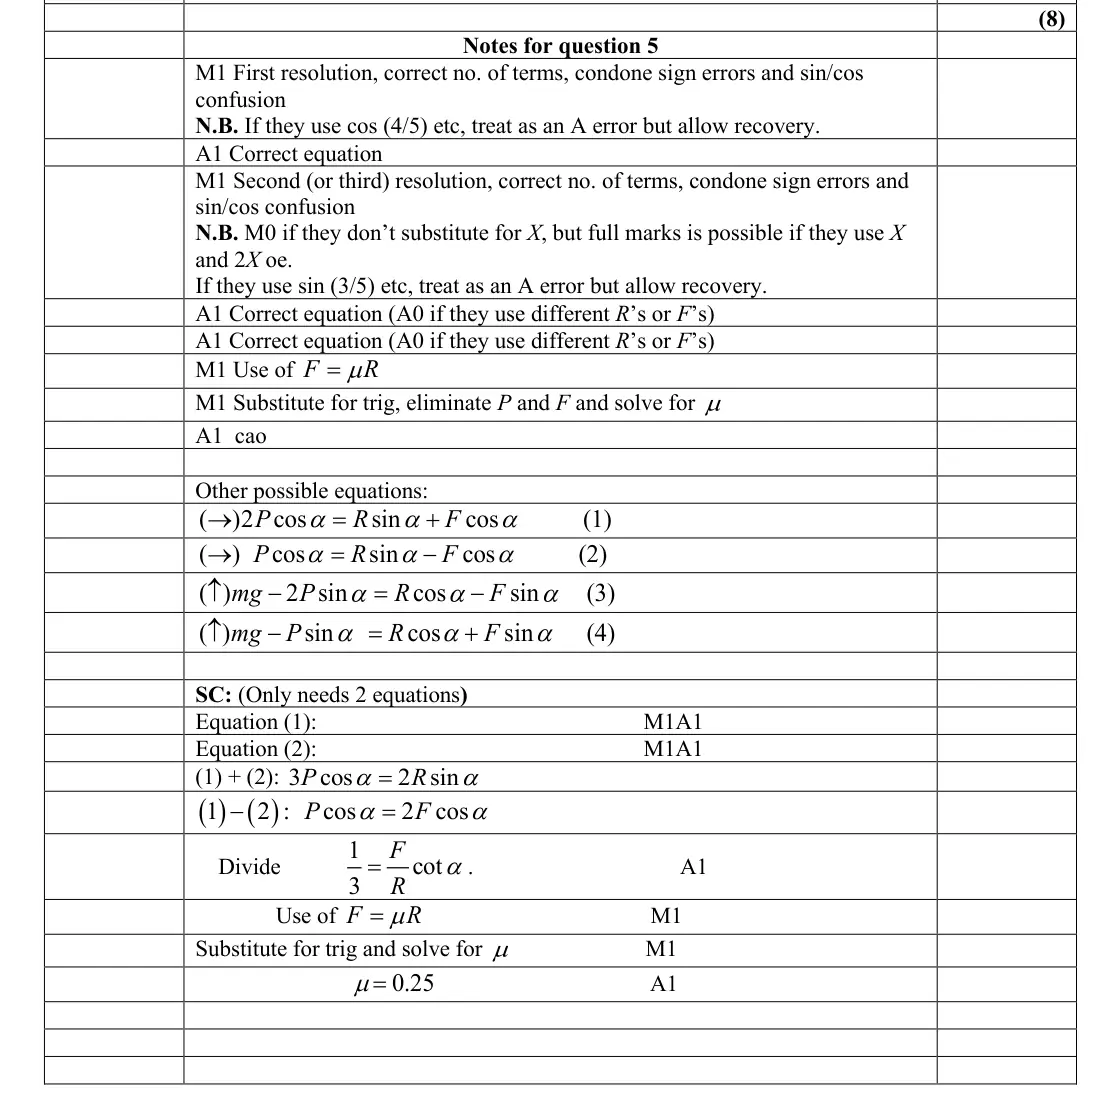 (8)
Notes for question 5
M1 First resolution, correct no. of terms, condone sign errors and sin/cos
confusion
N.B. If they use cos (4/5) etc, treat as an A error but allow recovery.
A1 Correct equation
M1 Second (or third) resolution, correct no. of terms, condone sign errors and
sin/cos confusion
N.B. M0 if they don’t substitute for X, but full marks is possible if they use X
and 2X oe.
If they use sin (3/5) etc, treat as an A error but allow recovery.
A1 Correct equation (A0 if they use different R’s or F’s)
A1 Correct equation (A0 if they use different R’s or F’s)
M1 Use of F = μR
M1 Substitute for trig, eliminate P and F and solve for μ
A1 cao
Other possible equations:
(→)2P cos α = R sin α + F cos α (1)
(→) P cos α = R sin α − F cos α (2)
(↑)mg − 2P sin α = R cos α − F sin α (3)
(↑)mg − P sin α = R cos α + F sin α (4)
SC: (Only needs 2 equations)
Equation (1): M1A1
Equation (2): M1A1
(1) + (2): 3P cos α = 2R sin α
(1) − (2): P cos α = 2F cos α
Divide 1/3 = F/R cot α . A1
Use of F = μR M1
Substitute for trig and solve for μ M1
μ = 0.25 A1